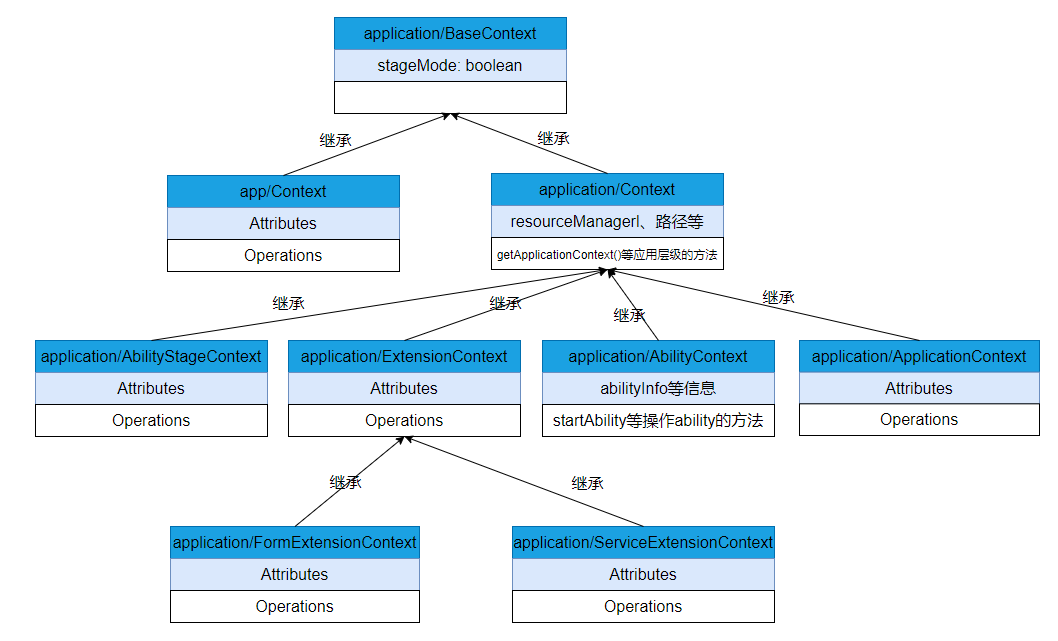 application/BaseContext
stageMode: boolean
继承
继承
app/Context
Attributes
Operations
application/Context
resourceManagerl、路径等
getApplicationContext()等应用层级的方法
继承
继承
继承
继承
application/AbilityStageContext
Attributes
Operations
application/ExtensionContext
Attributes
Operations
application/AbilityContext
abilityInfo等信息
startAbility等操作ability的方法
application/ApplicationContext
Attributes
Operations
继承
继承
application/FormExtensionContext
Attributes
Operations
application/ServiceExtensionContext
Attributes
Operations